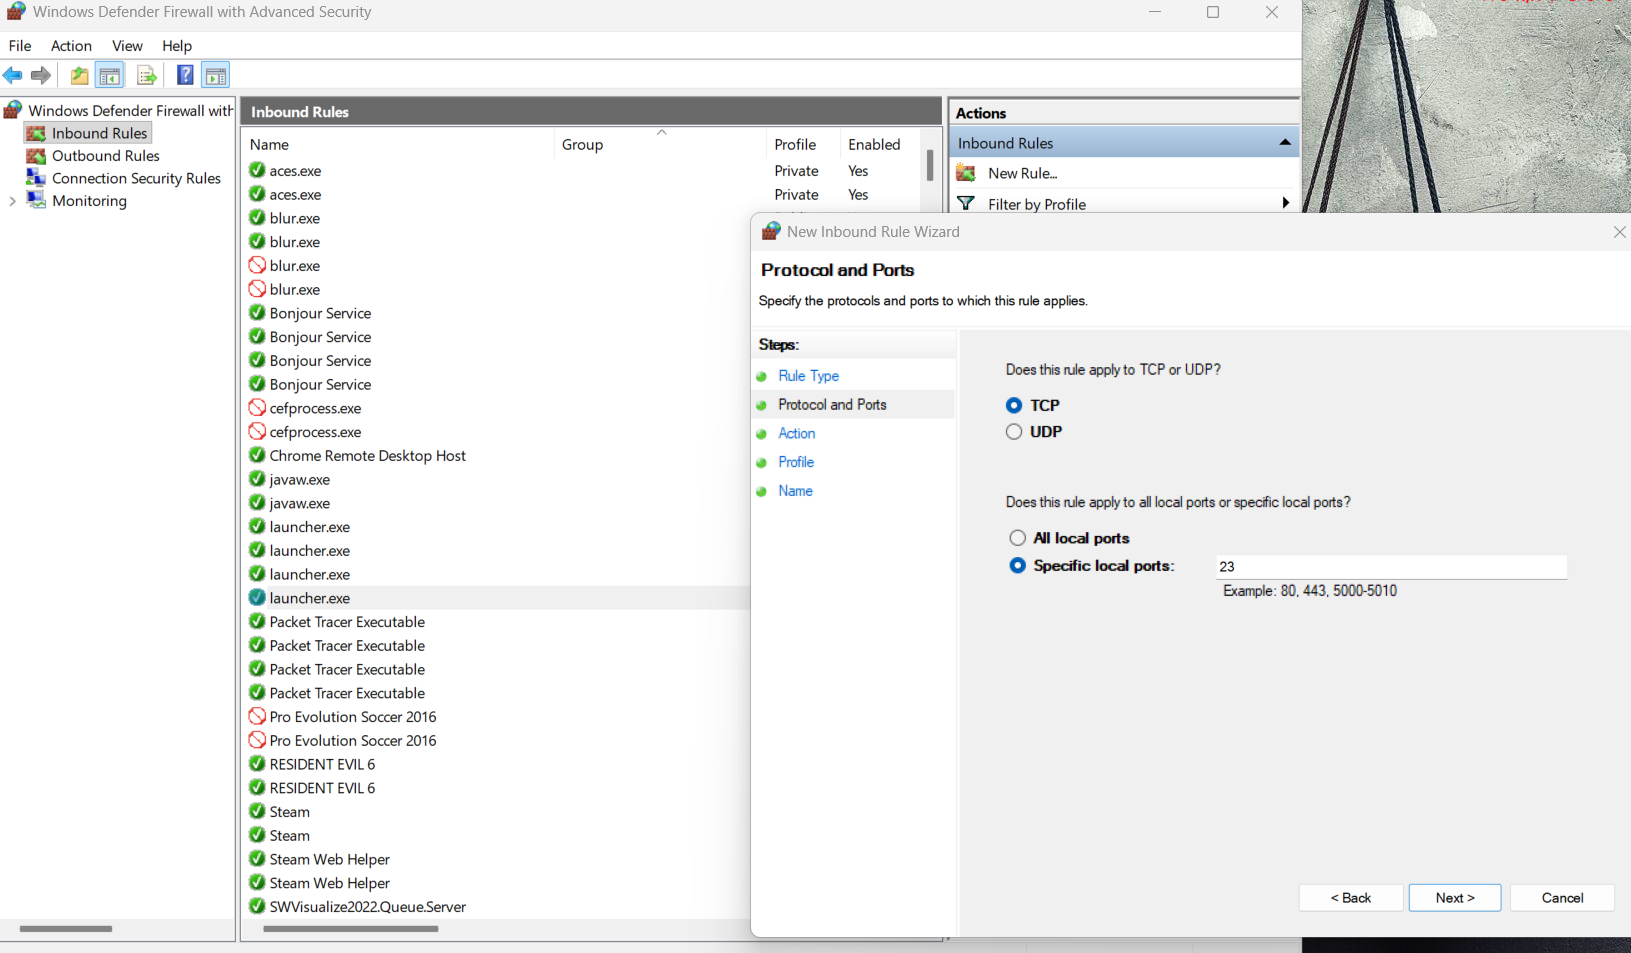 Windows Defender Firewall with Advanced Security
File Action View Help
Windows Defender Firewall with
Inbound Rules
Outbound Rules
Connection Security Rules
Monitoring
Inbound Rules
Name Group Profile Enabled
aces.exe Private Yes
aces.exe Private Yes
blur.exe
blur.exe
blur.exe
blur.exe
Bonjour Service
Bonjour Service
Bonjour Service
Bonjour Service
cefprocess.exe
cefprocess.exe
Chrome Remote Desktop Host
javaw.exe
javaw.exe
launcher.exe
launcher.exe
launcher.exe
launcher.exe
Packet Tracer Executable
Packet Tracer Executable
Packet Tracer Executable
Packet Tracer Executable
Pro Evolution Soccer 2016
Pro Evolution Soccer 2016
RESIDENT EVIL 6
RESIDENT EVIL 6
Steam
Steam
Steam Web Helper
Steam Web Helper
SWVisualize2022.Queue.Server
Actions
Inbound Rules
New Rule...
Filter by Profile
New Inbound Rule Wizard
Protocol and Ports
Specify the protocols and ports to which this rule applies.
Steps:
Rule Type
Protocol and Ports
Action
Profile
Name
Does this rule apply to TCP or UDP?
TCP
UDP
Does this rule apply to all local ports or specific local ports?
All local ports
Specific local ports: 23
Example: 80, 443, 5000-5010
< Back Next > Cancel